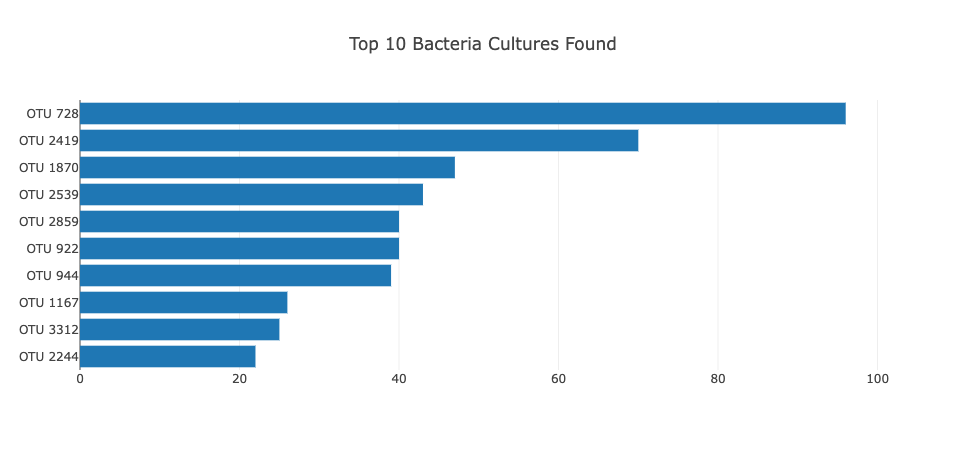 Top 10 Bacteria Cultures Found
OTU 728
OTU 2419
OTU 1870
OTU 2539
OTU 2859
OTU 922
OTU 944
OTU 1167
OTU 3312
OTU 2244
0 20 40 60 80 100